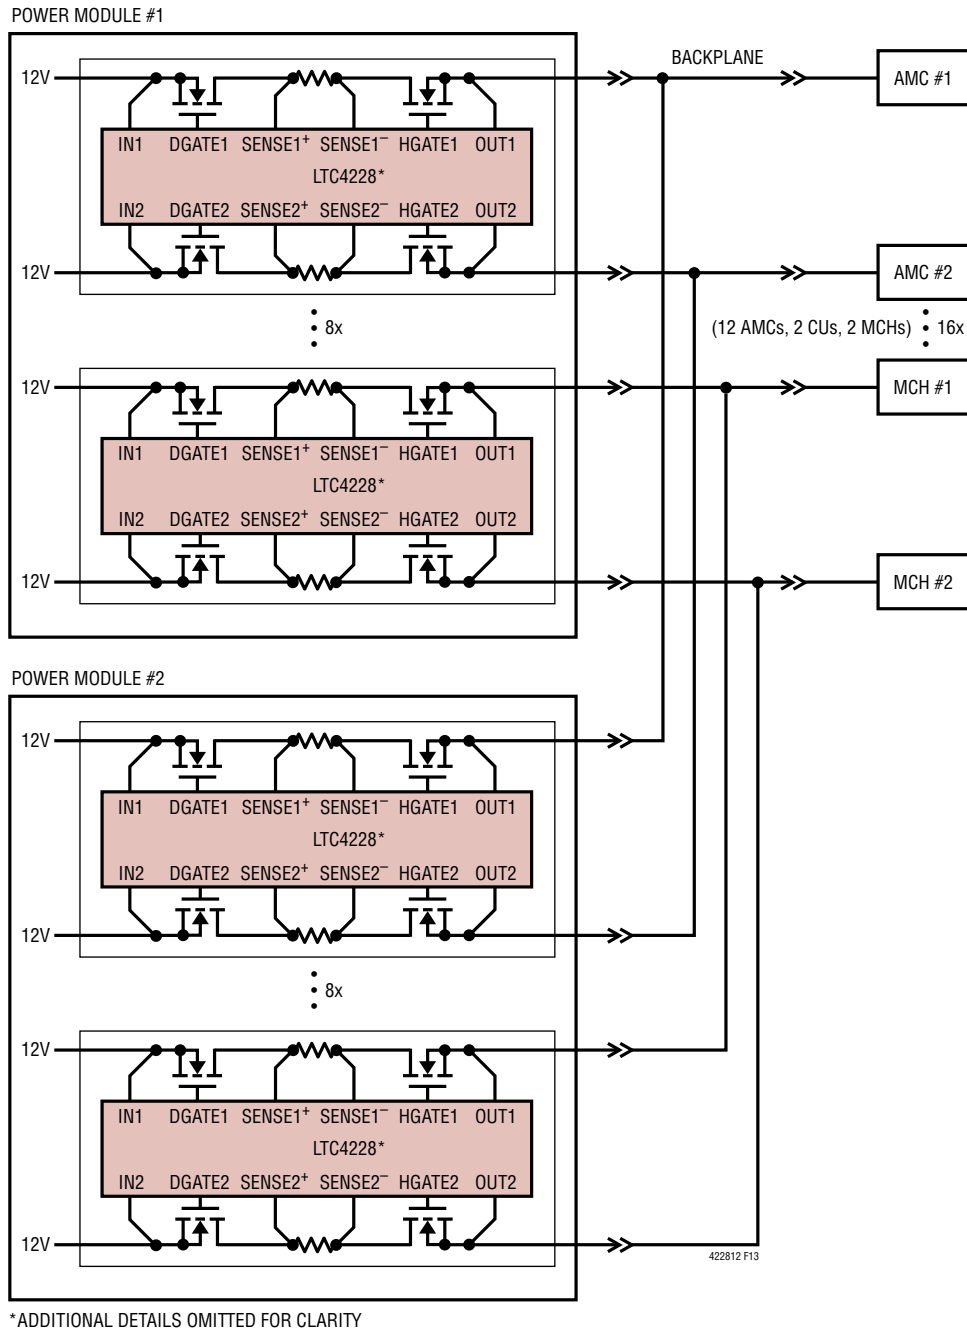 POWER MODULE #1
BACKPLANE
12V
AMC #1
IN1 DGATE1 SENSE1+ SENSE1− HGATE1 OUT1
LTC4228*
IN2 DGATE2 SENSE2+ SENSE2− HGATE2 OUT2
12V
AMC #2
8x
(12 AMCs, 2 CUs, 2 MCHs) 16x
12V
MCH #1
IN1 DGATE1 SENSE1+ SENSE1− HGATE1 OUT1
LTC4228*
IN2 DGATE2 SENSE2+ SENSE2− HGATE2 OUT2
12V
MCH #2
POWER MODULE #2
12V
IN1 DGATE1 SENSE1+ SENSE1− HGATE1 OUT1
LTC4228*
IN2 DGATE2 SENSE2+ SENSE2− HGATE2 OUT2
12V
8x
12V
IN1 DGATE1 SENSE1+ SENSE1− HGATE1 OUT1
LTC4228*
IN2 DGATE2 SENSE2+ SENSE2− HGATE2 OUT2
12V
422812 F13
*ADDITIONAL DETAILS OMITTED FOR CLARITY